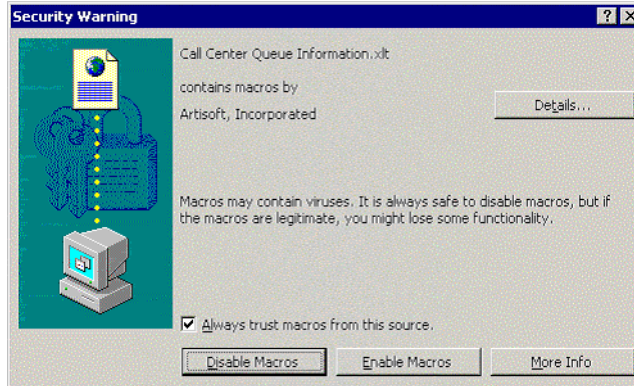 Security Warning
Call Center Queue Information.xlt
contains macros by
Artisoft, Incorporated
Details...
Macros may contain viruses. It is always safe to disable macros, but if
the macros are legitimate, you might lose some functionality.
Always trust macros from this source.
Disable Macros
Enable Macros
More Info